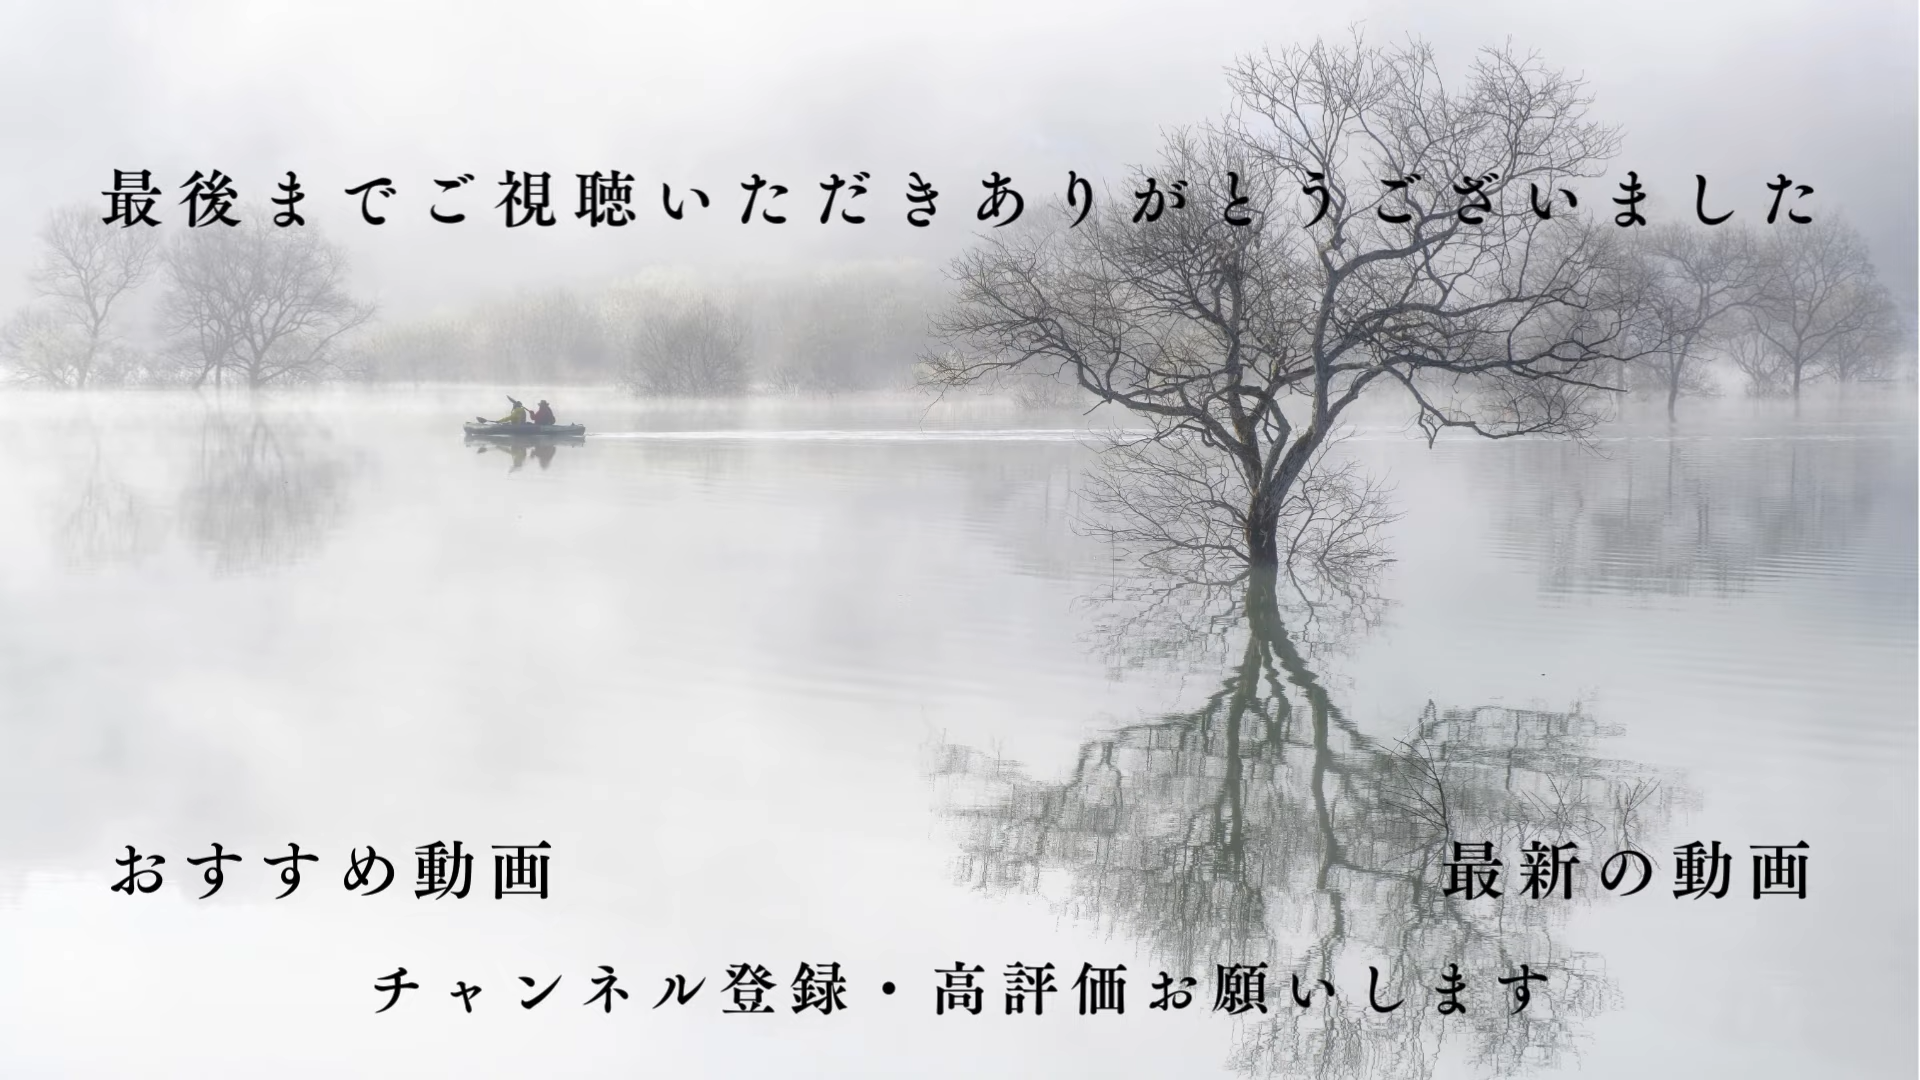 最後までご視聴いただきありがとうございました
おすすめ動画
最新の動画
チャンネル登録・高評価お願いします